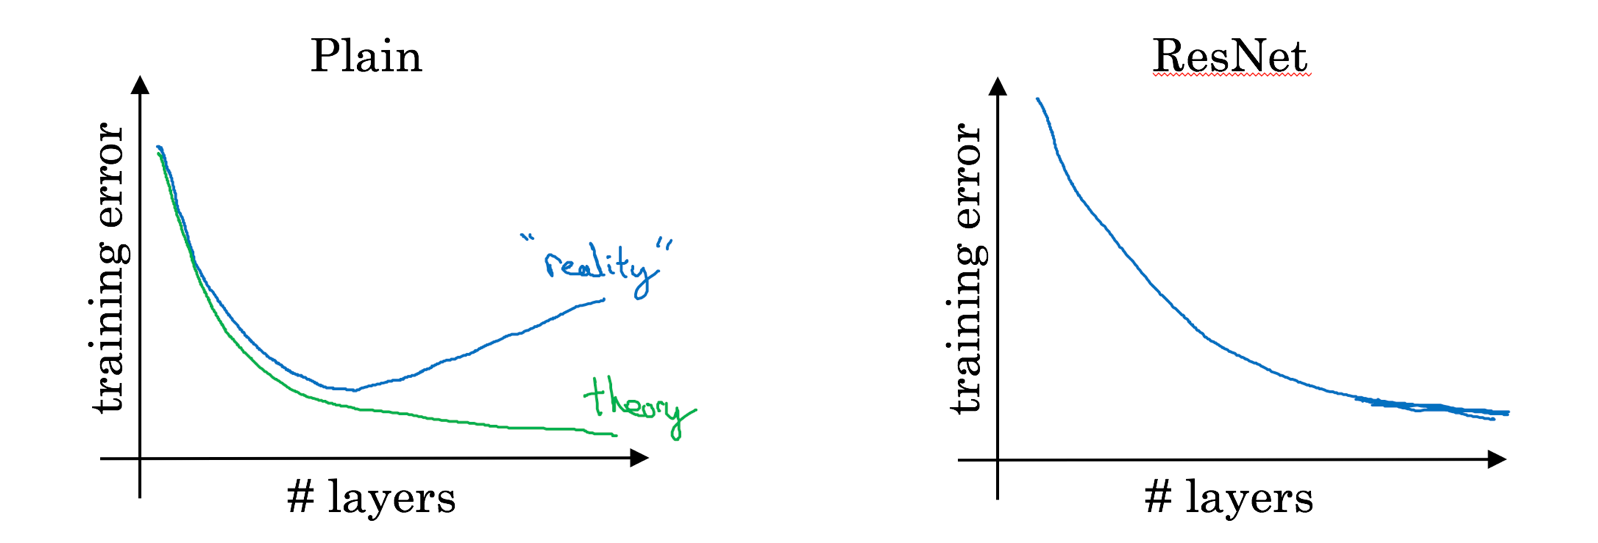 Plain
training error
"reality"
theory
# layers
ResNet
training error
# layers